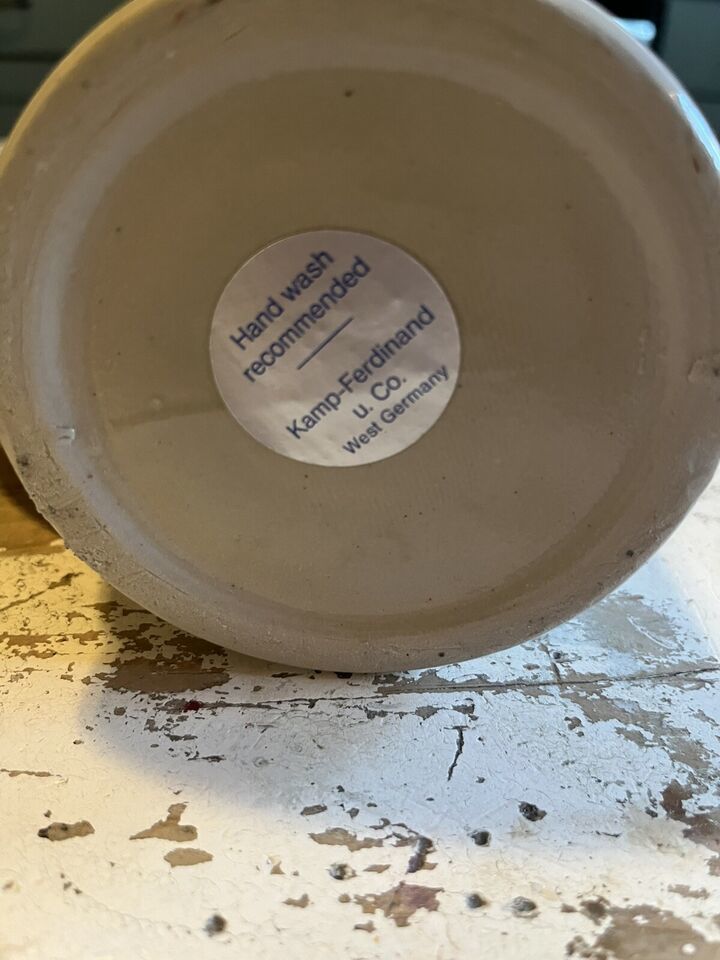 Hand wash
recommended
Kamp-Ferdinand
u. Co.
West Germany